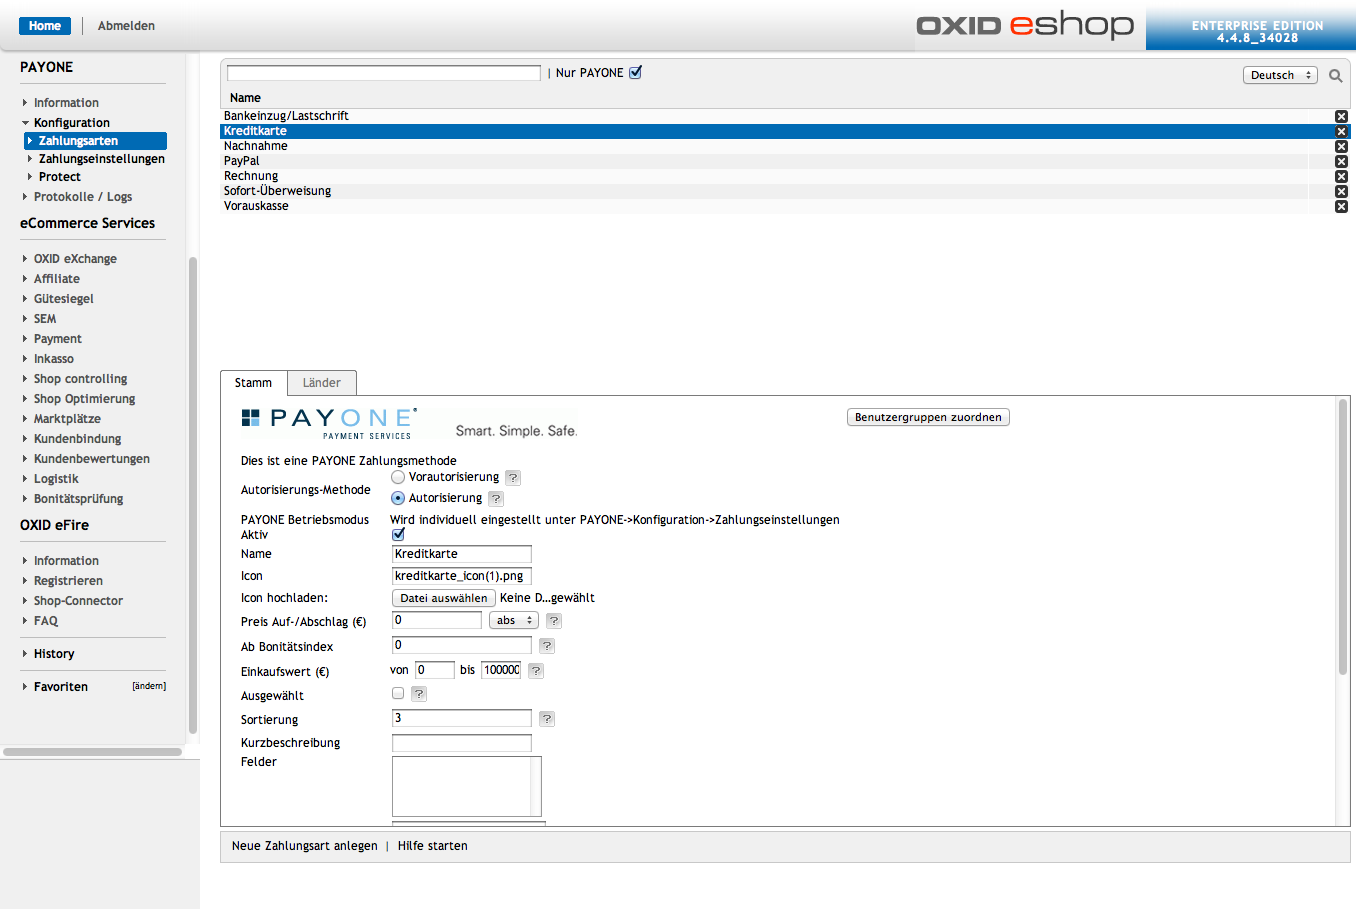 Home
Abmelden
OXID eshop
ENTERPRISE EDITION
4.4.8_34028
PAYONE
Information
Konfiguration
Zahlungsarten
Zahlungseinstellungen
Protect
Protokolle / Logs
eCommerce Services
OXID eXchange
Affiliate
Gütesiegel
SEM
Payment
Inkasso
Shop controlling
Shop Optimierung
Marktplätze
Kundenbindung
Kundenbewertungen
Logistik
Bonitätsprüfung
OXID eFire
Information
Registrieren
Shop-Connector
FAQ
History
Favoriten [ändern]
| Nur PAYONE
Deutsch
Name
Bankeinzug/Lastschrift
Kreditkarte
Nachnahme
PayPal
Rechnung
Sofort-Überweisung
Vorauskasse
Stamm Länder
PAYONE
PAYMENT SERVICES
Smart. Simple. Safe.
Benutzergruppen zuordnen
Dies ist eine PAYONE Zahlungsmethode
Autorisierungs-Methode
Vorautorisierung ?
Autorisierung ?
PAYONE Betriebsmodus Wird individuell eingestellt unter PAYONE->Konfiguration->Zahlungseinstellungen
Aktiv
Name Kreditkarte
Icon kreditkarte_icon(1).png
Icon hochladen: Datei auswählen Keine D...gewählt
Preis Auf-/Abschlag (€) 0 abs ?
Ab Bonitätsindex 0 ?
Einkaufswert (€) von 0 bis 100000 ?
Ausgewählt ?
Sortierung 3 ?
Kurzbeschreibung
Felder
Neue Zahlungsart anlegen | Hilfe starten